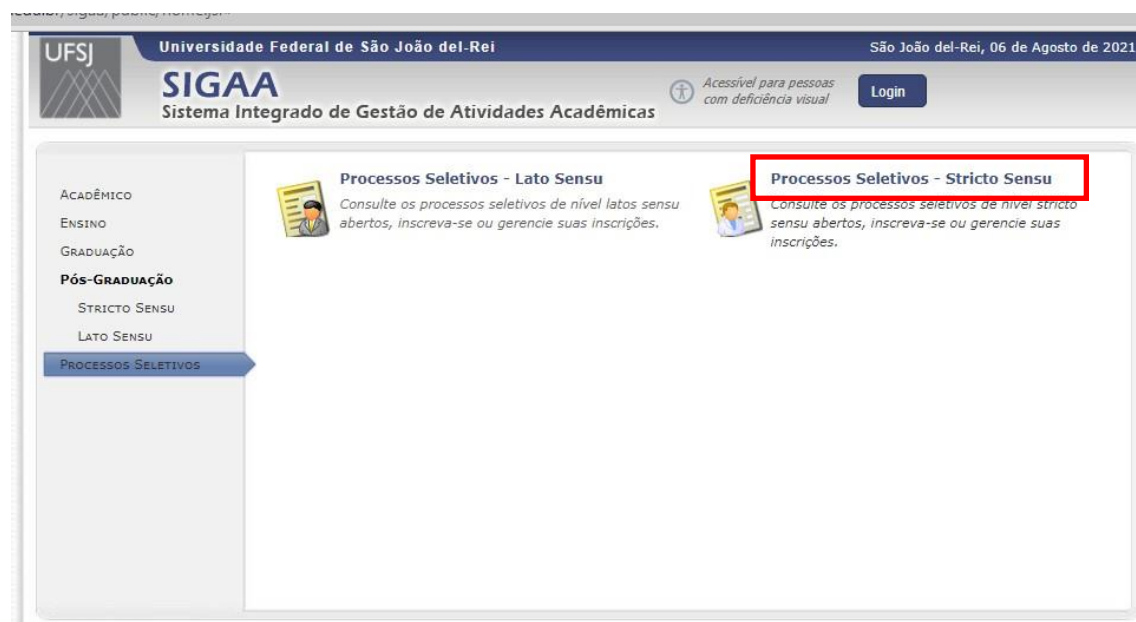 UFSJ
Universidade Federal de São João del-Rei
São João del-Rei, 06 de Agosto de 2021
SIGAA
Sistema Integrado de Gestão de Atividades Acadêmicas
Acessível para pessoas
com deficiência visual
Login
Acadêmico
Ensino
Graduação
Pós-Graduação
Stricto Sensu
Lato Sensu
Processos Seletivos
Processos Seletivos - Lato Sensu
Consulte os processos seletivos de nível latos sensu
abertos, inscreva-se ou gerencie suas inscrições.
Processos Seletivos - Stricto Sensu
Consulte os processos seletivos de nível stricto
sensu abertos, inscreva-se ou gerencie suas
inscrições.